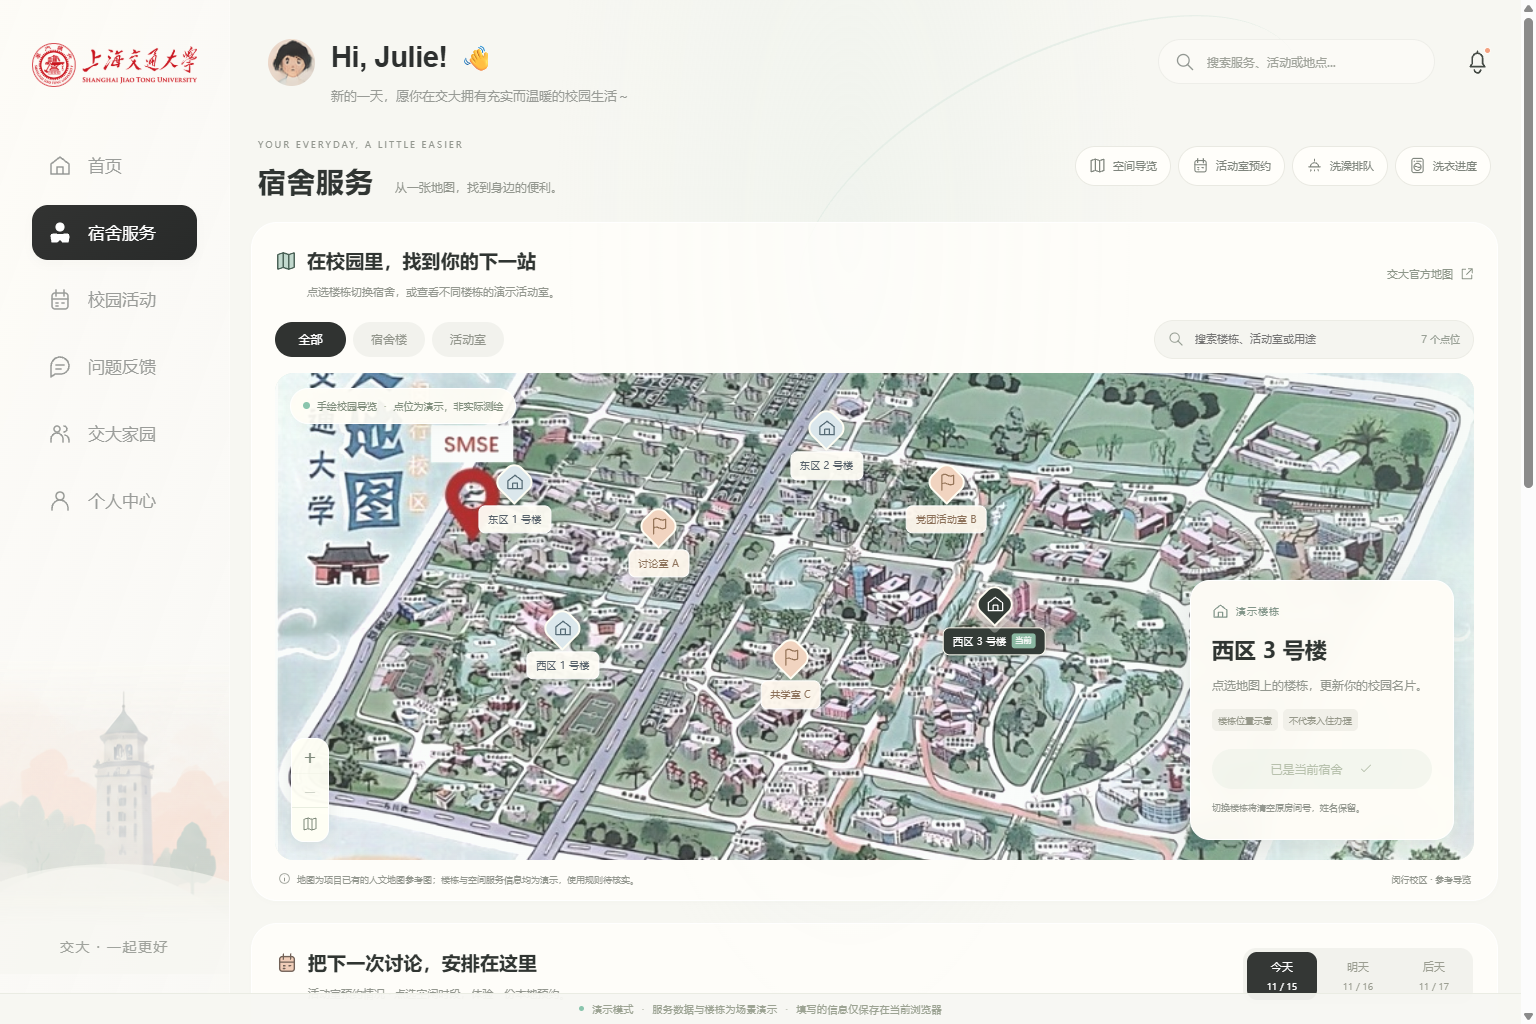 上海交通大学
SHANGHAI JIAO TONG UNIVERSITY
首页
宿舍服务
校园活动
问题反馈
交大家园
个人中心
交大 · 一起更好
Hi, Julie! 👋
新的一天，愿你在交大拥有充实而温暖的校园生活～
搜索服务、活动或地点...
YOUR EVERYDAY, A LITTLE EASIER
宿舍服务 从一张地图，找到身边的便利。
空间导览
活动室预约
洗澡排队
洗衣进度
在校园里，找到你的下一站
点选楼栋切换宿舍，或查看不同楼栋的演示活动室。
交大官方地图
全部
宿舍楼
活动室
搜索楼栋、活动室或用途
7 个点位
手绘校园导览 · 点位为演示，非实际测绘
地
图
大
学
校
区
SMSE
东区 1 号楼
东区 2 号楼
党团活动室 B
讨论室 A
西区 3 号楼 当前
西区 1 号楼
共学室 C
演示楼栋
西区 3 号楼
点选地图上的楼栋，更新你的校园名片。
楼栋位置示意
不代表入住办理
已是当前宿舍
切换楼栋将清空原房间号，姓名保留。
+
−
地图为项目已有的人文地图参考图；楼栋与空间服务信息均为演示，使用规则待核实。
闵行校区 · 参考导览
把下一次讨论，安排在这里
今天
11 / 15
明天
11 / 16
后天
11 / 17
演示模式 · 服务数据与楼栋为场景演示 · 填写的信息仅保存在当前浏览器